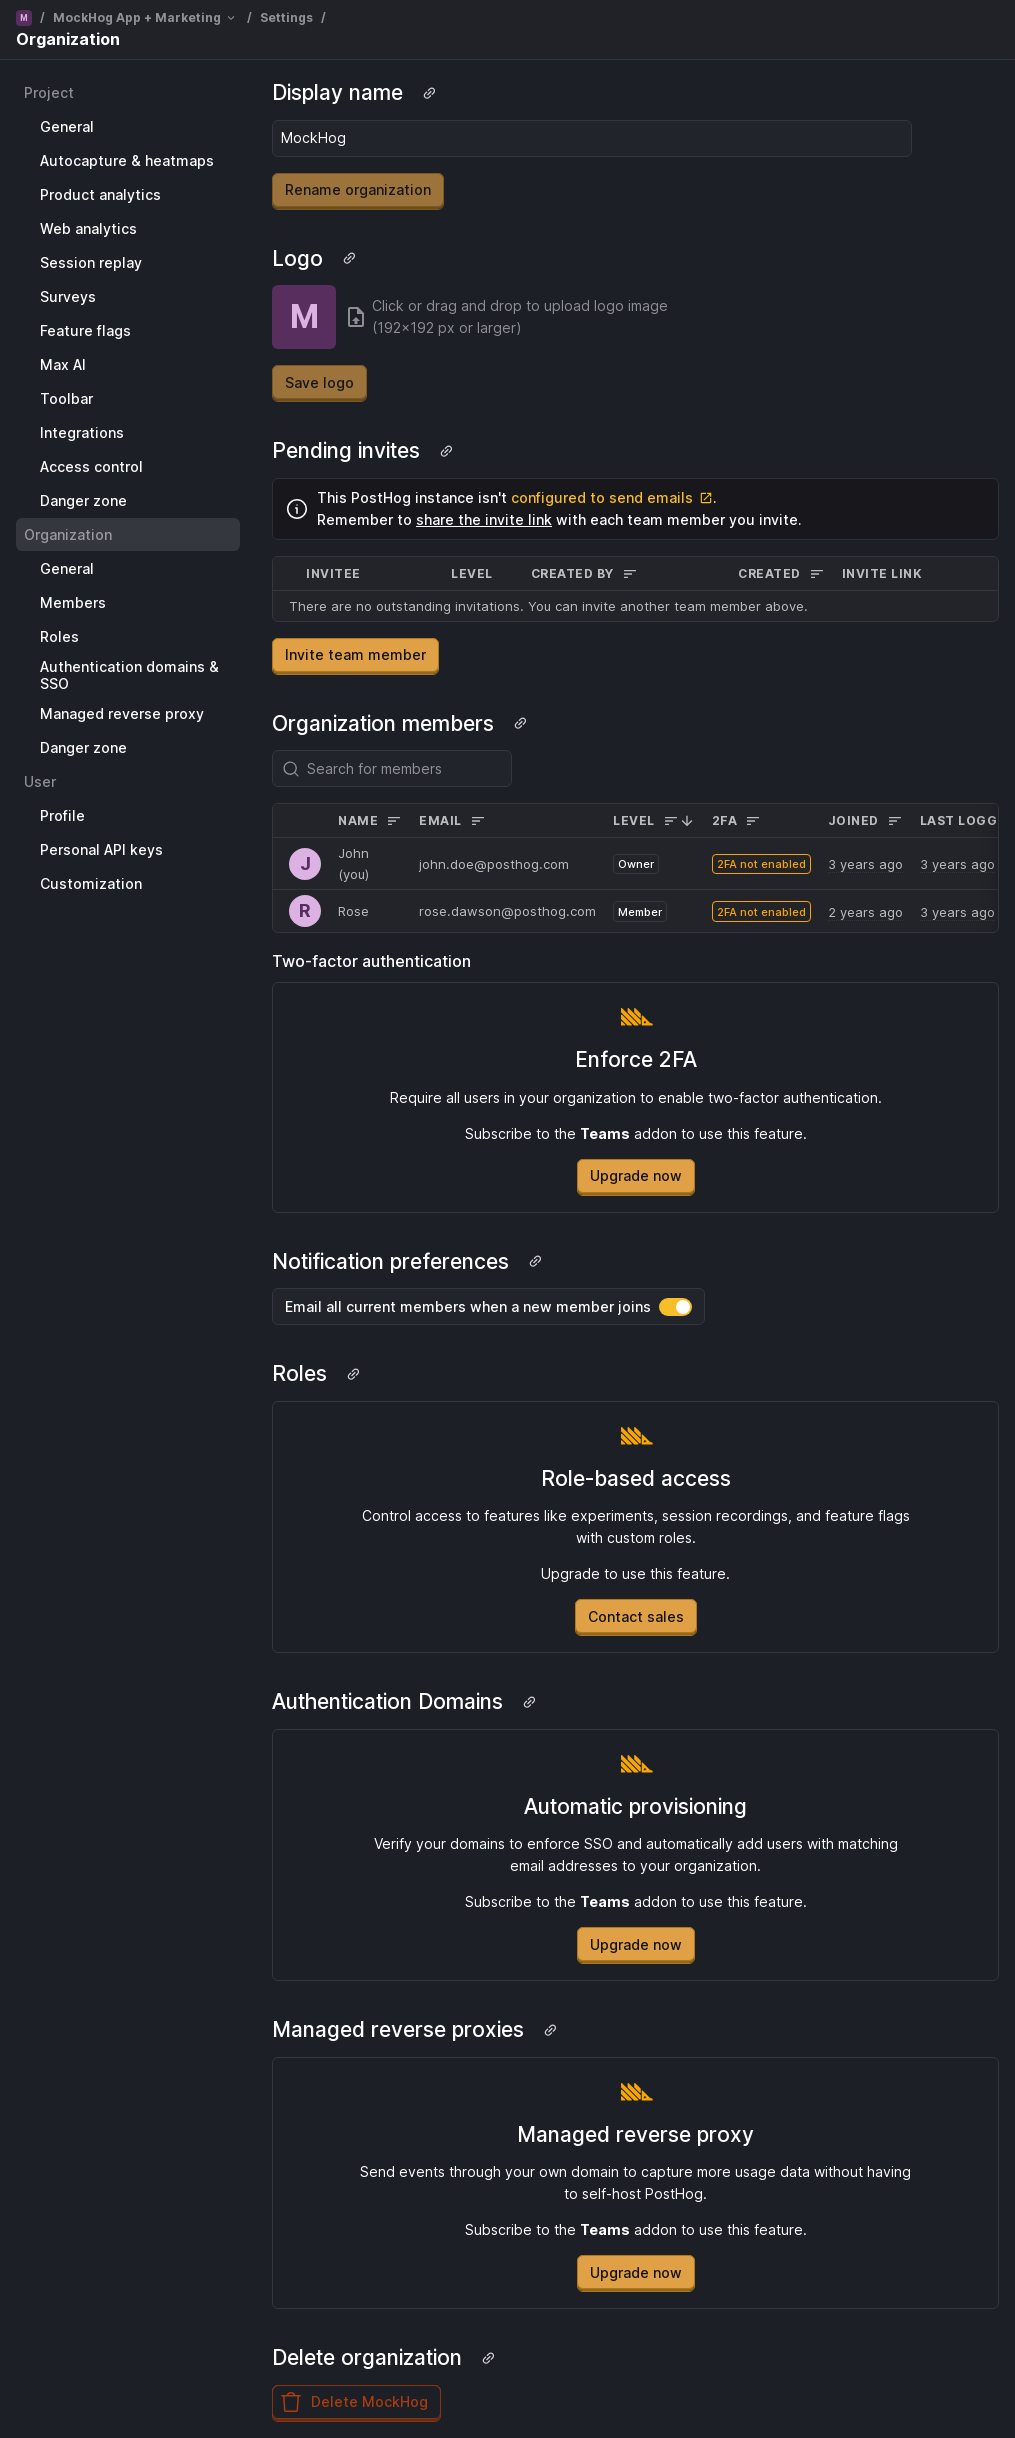 M / MockHog App + Marketing / Settings /
Organization
Project
General
Autocapture & heatmaps
Product analytics
Web analytics
Session replay
Surveys
Feature flags
Max AI
Toolbar
Integrations
Access control
Danger zone
Organization
General
Members
Roles
Authentication domains &
SSO
Managed reverse proxy
Danger zone
User
Profile
Personal API keys
Customization
Display name
MockHog
Rename organization
Logo
M
Click or drag and drop to upload logo image
(192×192 px or larger)
Save logo
Pending invites
This PostHog instance isn't configured to send emails .
Remember to share the invite link with each team member you invite.
INVITEE LEVEL CREATED BY CREATED INVITE LINK
There are no outstanding invitations. You can invite another team member above.
Invite team member
Organization members
Search for members
NAME EMAIL LEVEL 2FA JOINED LAST LOGG
J John (you) john.doe@posthog.com Owner 2FA not enabled 3 years ago 3 years ago
R Rose rose.dawson@posthog.com Member 2FA not enabled 2 years ago 3 years ago
Two-factor authentication
Enforce 2FA
Require all users in your organization to enable two-factor authentication.
Subscribe to the Teams addon to use this feature.
Upgrade now
Notification preferences
Email all current members when a new member joins
Roles
Role-based access
Control access to features like experiments, session recordings, and feature flags
with custom roles.
Upgrade to use this feature.
Contact sales
Authentication Domains
Automatic provisioning
Verify your domains to enforce SSO and automatically add users with matching
email addresses to your organization.
Subscribe to the Teams addon to use this feature.
Upgrade now
Managed reverse proxies
Managed reverse proxy
Send events through your own domain to capture more usage data without having
to self-host PostHog.
Subscribe to the Teams addon to use this feature.
Upgrade now
Delete organization
Delete MockHog